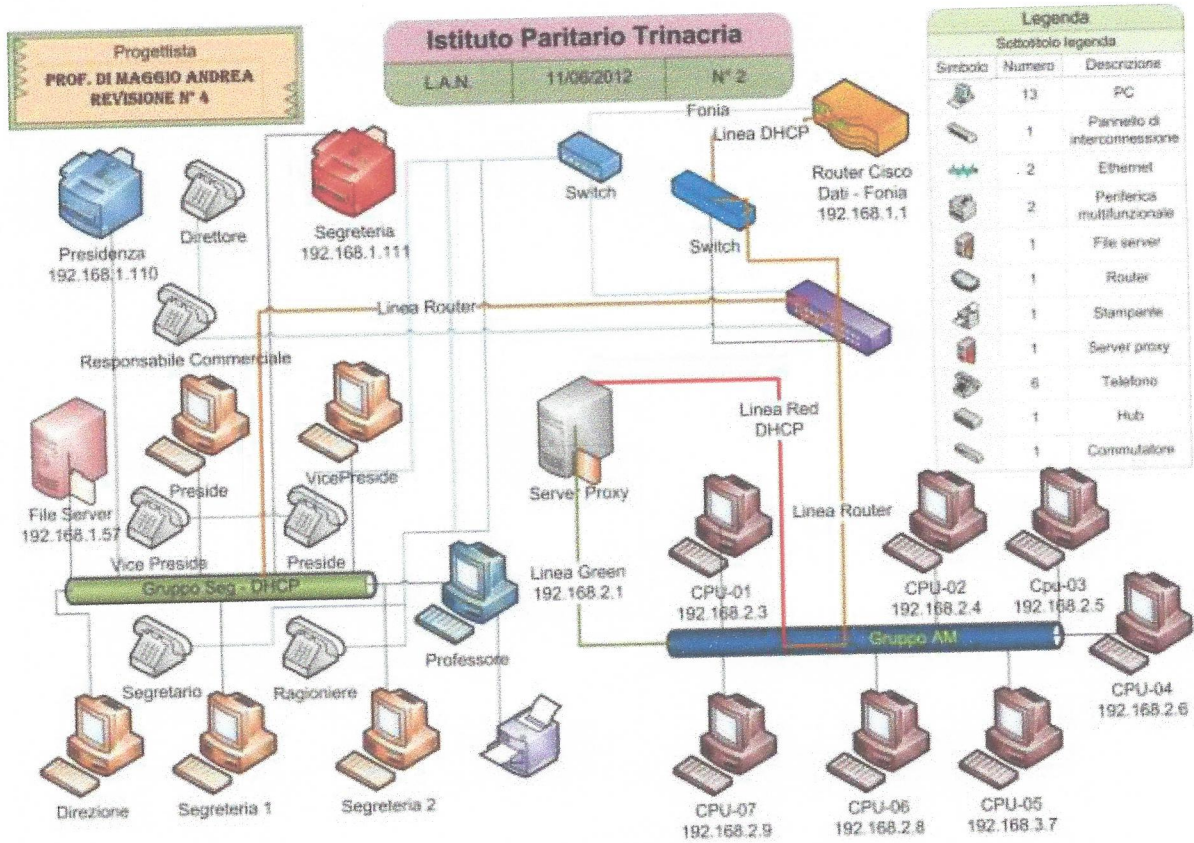 Progettista
PROF. DI MAGGIO ANDREA
REVISIONE N° 4
Istituto Paritario Trinacria
L.A.N.
11/06/2012
N° 2
Legenda
Sottotitolo legenda
Simbolo Numero Descrizione
13 PC
1 Pannello di
interconnessione
2 Ethernet
2 Periferica
multifunzionale
1 File server
1 Router
1 Stampante
1 Server proxy
6 Telefono
1 Hub
1 Commutatore
Fonia
Linea DHCP
Router Cisco
Dati - Fonia
192.168.1.1
Switch
Switch
Presidenza
192.168.1.110
Direttore
Segreteria
192.168.1.111
Linea Router
Responsabile Commerciale
Preside
VicePreside
File Server
192.168.1.57
Vice Preside
Preside
Gruppo Seg - DHCP
Server Proxy
Linea Red
DHCP
Linea Router
Linea Green
192.168.2.1
CPU-01
192.168.2.3
CPU-02
192.168.2.4
Cpu-03
192.168.2.5
Gruppo AM
CPU-04
192.168.2.6
Segretario
Ragioniere
Professore
Direzione
Segreteria 1
Segreteria 2
CPU-07
192.168.2.9
CPU-06
192.168.2.8
CPU-05
192.168.3.7